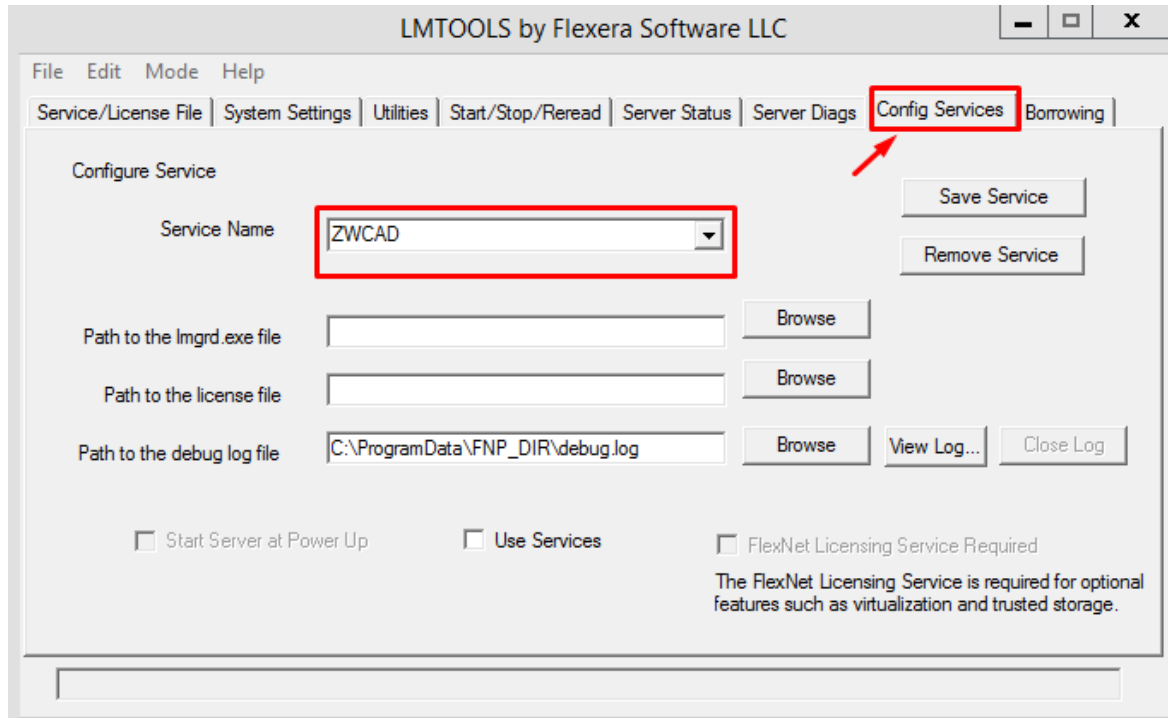 LMTOOLS by Flexera Software LLC
File Edit Mode Help
Service/License File System Settings Utilities Start/Stop/Reread Server Status Server Diags Config Services Borrowing
Configure Service
Save Service
Service Name ZWCAD
Remove Service
Path to the lmgrd.exe file Browse
Path to the license file Browse
Path to the debug log file C:\ProgramData\FNP_DIR\debug.log Browse View Log... Close Log
Start Server at Power Up Use Services FlexNet Licensing Service Required
The FlexNet Licensing Service is required for optional
features such as virtualization and trusted storage.